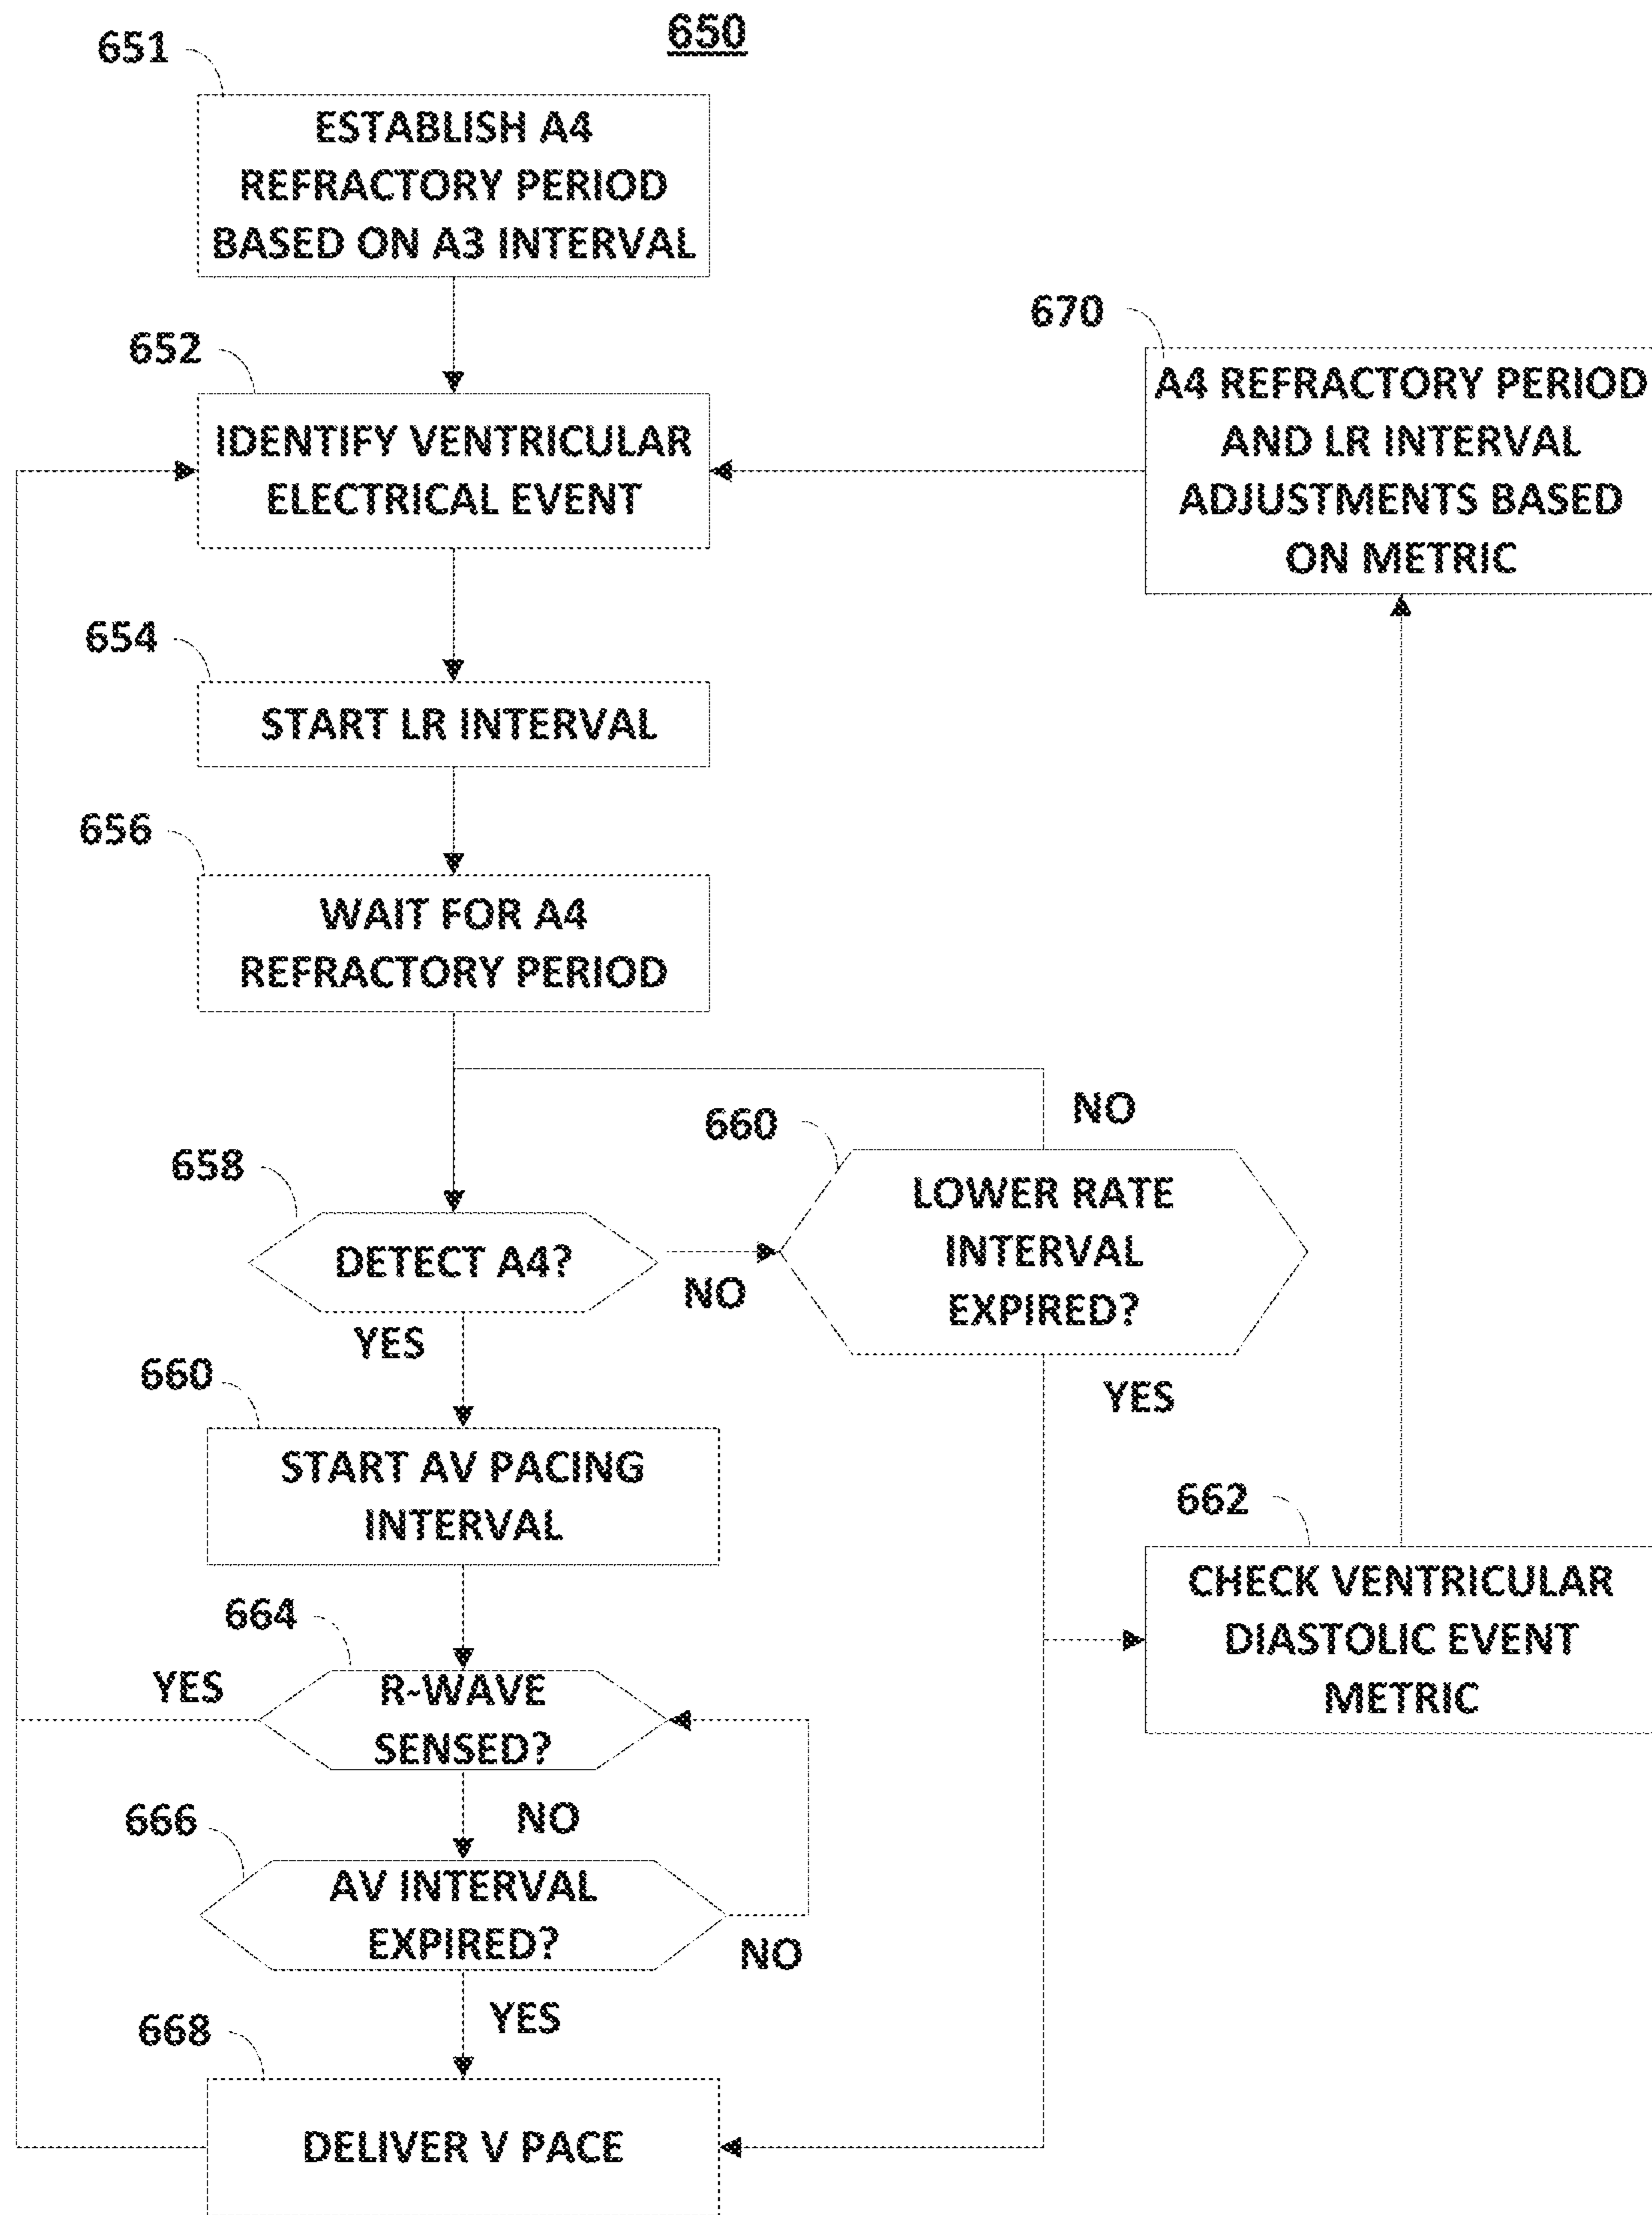 650
651
ESTABLISH A4
REFRACTORY PERIOD
BASED ON A3 INTERVAL
652
IDENTIFY VENTRICULAR
ELECTRICAL EVENT
670
A4 REFRACTORY PERIOD
AND LR INTERVAL
ADJUSTMENTS BASED
ON METRIC
654
START LR INTERVAL
656
WAIT FOR A4
REFRACTORY PERIOD
658
DETECT A4?
NO
YES
660
LOWER RATE
INTERVAL
EXPIRED?
NO
YES
660
START AV PACING
INTERVAL
662
CHECK VENTRICULAR
DIASTOLIC EVENT
METRIC
664
R-WAVE
SENSED?
YES
NO
666
AV INTERVAL
EXPIRED?
NO
YES
668
DELIVER V PACE